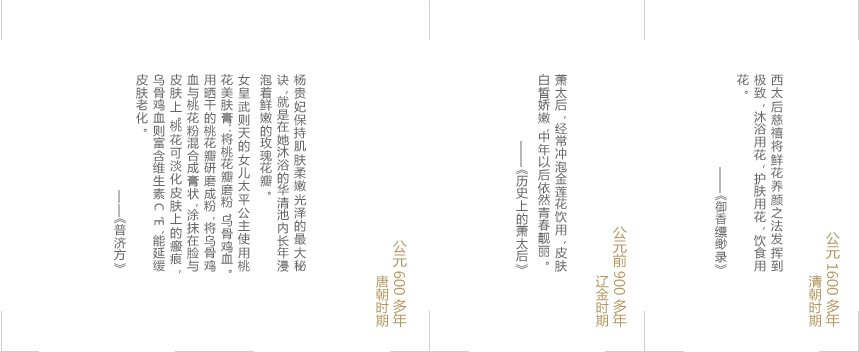 公元 1600 多年
清朝时期
西太后慈禧将鲜花养颜之法发挥到
极致，沐浴用花，护肤用花，饮食用
花。
——《御香缥缈录》
公元前 900 多年
辽金时期
萧太后，经常冲泡金莲花饮用，皮肤
白皙娇嫩，中年以后依然青春靓丽。
——《历史上的萧太后》
公元 600 多年
唐朝时期
杨贵妃保持肌肤柔嫩光泽的最大秘
诀，就是在她沐浴的华清池内长年浸
泡着鲜嫩的玫瑰花瓣。
女皇武则天的女儿太平公主使用桃
花美肤膏：将桃花瓣磨粉，乌骨鸡血。
用晒干的桃花瓣研磨成粉，将乌骨鸡
血与桃花粉混合成膏状，涂抹在脸与
皮肤上。桃花可淡化皮肤上的瘢痕，
乌骨鸡血则富含维生素 C、E，能延缓
皮肤老化。
——《普济方》